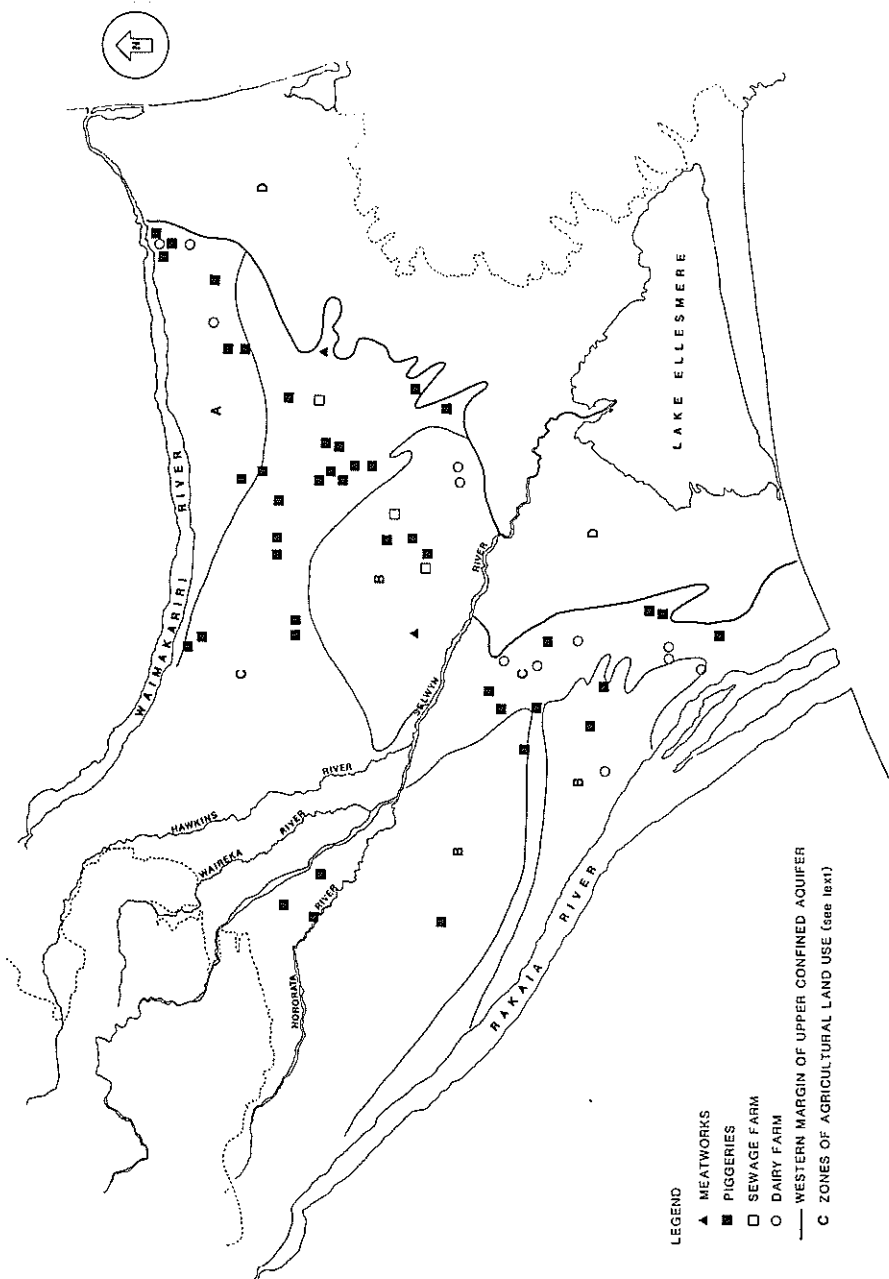 N
WAIMAKARIRI RIVER
D
A
C
B
HAWKINS RIVER
WAIREKA RIVER
SELWYN RIVER
NORORATA RIVER
LAKE ELLESMERE
D
C
B
B
RAKAIA RIVER
LEGEND
MEATWORKS
PIGGERIES
SEWAGE FARM
DAIRY FARM
WESTERN MARGIN OF UPPER CONFINED AQUIFER
C ZONES OF AGRICULTURAL LAND USE (see text)